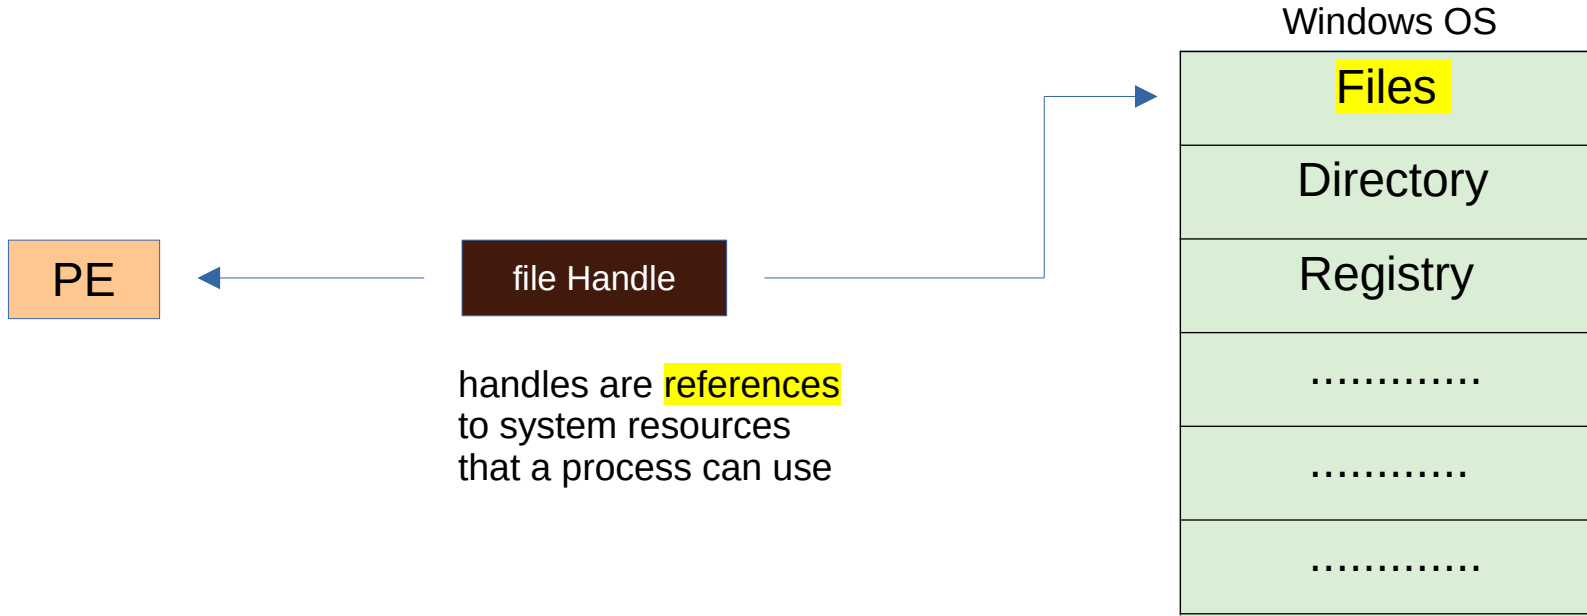 Windows OS
Files
Directory
PE
file Handle
Registry
handles are references
to system resources
that a process can use
.............
............
.............